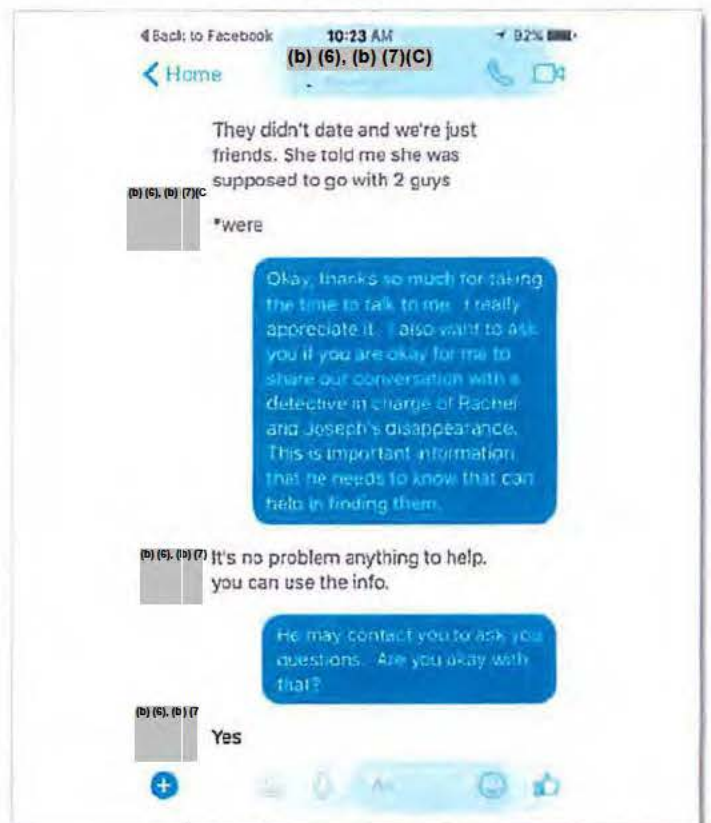 Back to Facebook 10:23 AM 92%
Home (b) (6), (b) (7)(C)
They didn't date and we're just
friends. She told me she was
supposed to go with 2 guys
(b) (6), (b) (7)(C
*were
Okay, thanks so much for taking
the time to talk to me. I really
appreciate it. I also want to ask
you if you are okay for me to
share our conversation with a
detective in charge of Rachel
and Joseph's disappearance.
This is important information
that he needs to know that can
help in finding them.
(b) (6), (b) (7) It's no problem anything to help.
you can use the info.
He may contact you to ask you
questions. Are you okay with
that?
(b) (6), (b) (7
Yes
Aa